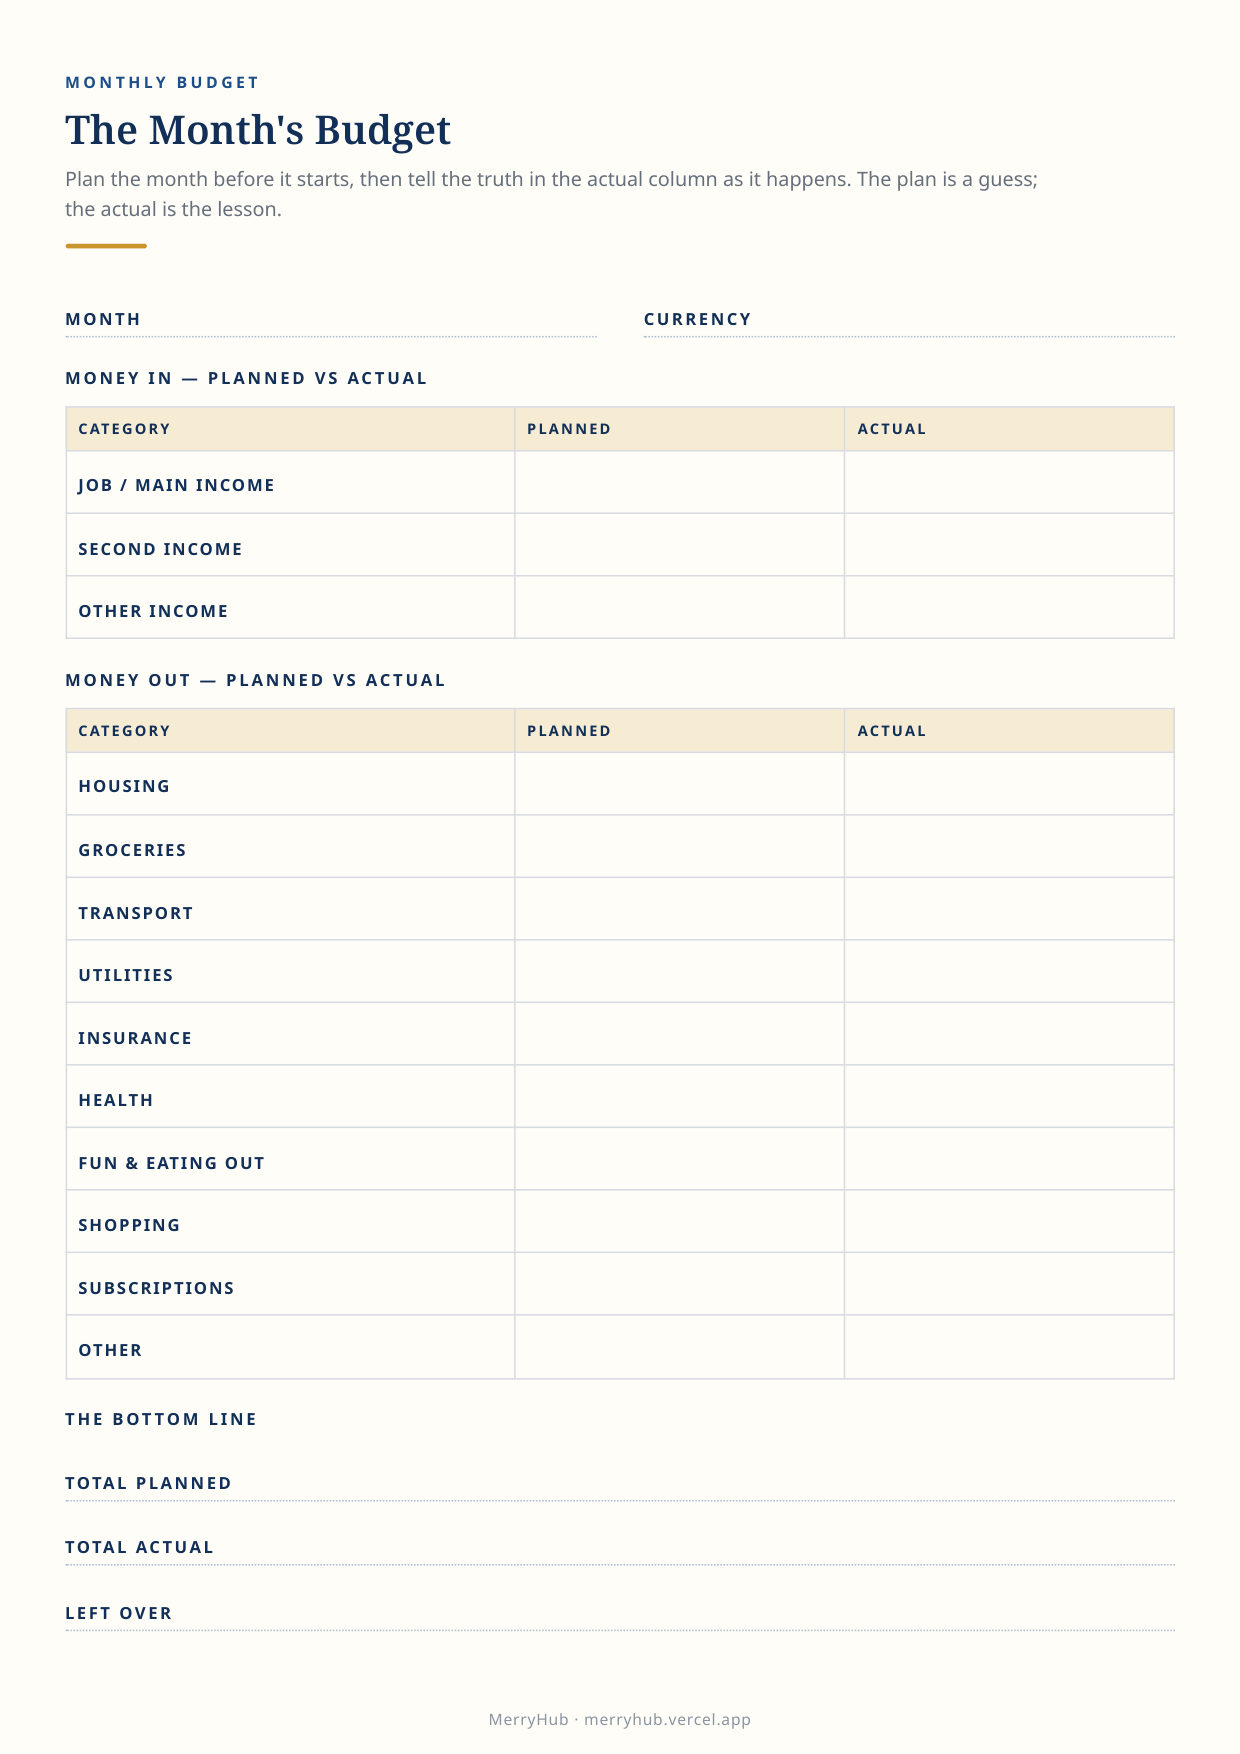 MONTHLY BUDGET
The Month's Budget
Plan the month before it starts, then tell the truth in the actual column as it happens. The plan is a guess;
the actual is the lesson.
MONTH CURRENCY
MONEY IN — PLANNED VS ACTUAL
CATEGORY PLANNED ACTUAL
JOB / MAIN INCOME
SECOND INCOME
OTHER INCOME
MONEY OUT — PLANNED VS ACTUAL
CATEGORY PLANNED ACTUAL
HOUSING
GROCERIES
TRANSPORT
UTILITIES
INSURANCE
HEALTH
FUN & EATING OUT
SHOPPING
SUBSCRIPTIONS
OTHER
THE BOTTOM LINE
TOTAL PLANNED
TOTAL ACTUAL
LEFT OVER
MerryHub · merryhub.vercel.app